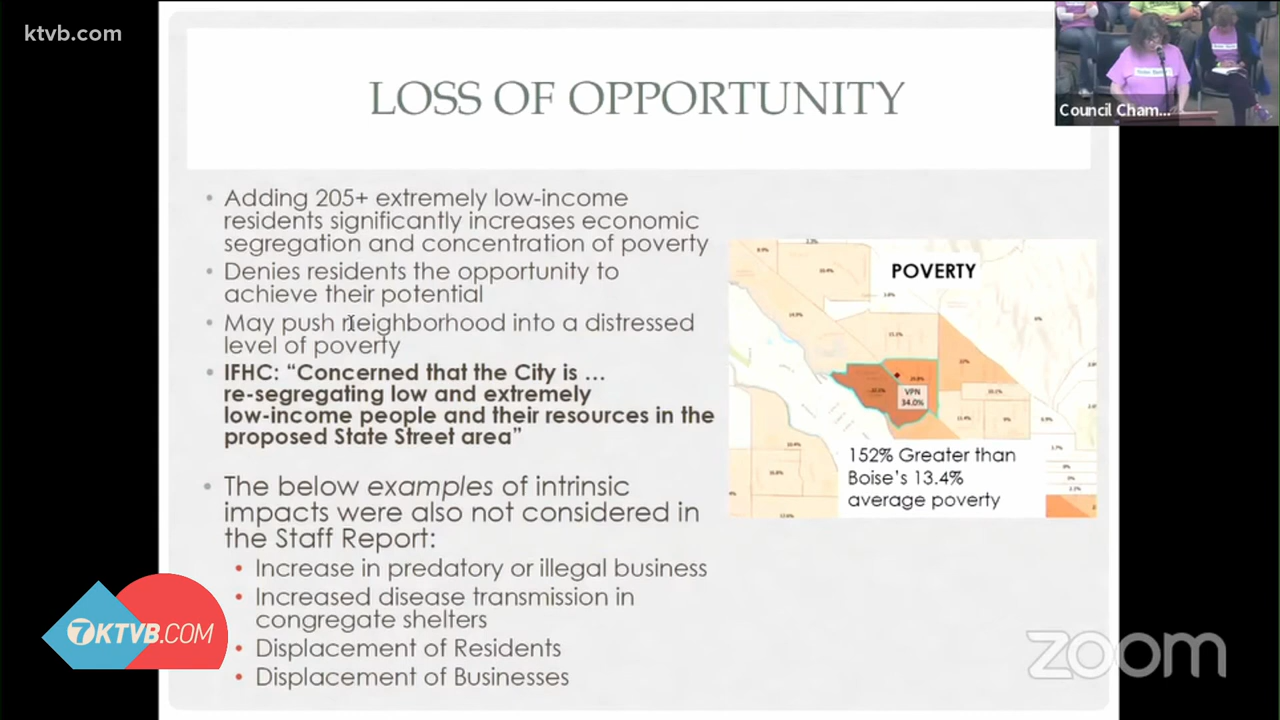 ktvb.com
LOSS OF OPPORTUNITY
Council Cham...
• Adding 205+ extremely low-income
residents significantly increases economic
segregation and concentration of poverty
• Denies residents the opportunity to
achieve their potential
• May push neighborhood into a distressed
level of poverty
• IFHC: “Concerned that the City is ...
re-segregating low and extremely
low-income people and their resources in the
proposed State Street area”
• The below examples of intrinsic
impacts were also not considered in
the Staff Report:
• Increase in predatory or illegal business
• Increased disease transmission in
congregate shelters
• Displacement of Residents
• Displacement of Businesses
POVERTY
VPN
34.0%
152% Greater than
Boise’s 13.4%
average poverty
7KTVB.COM
zoom